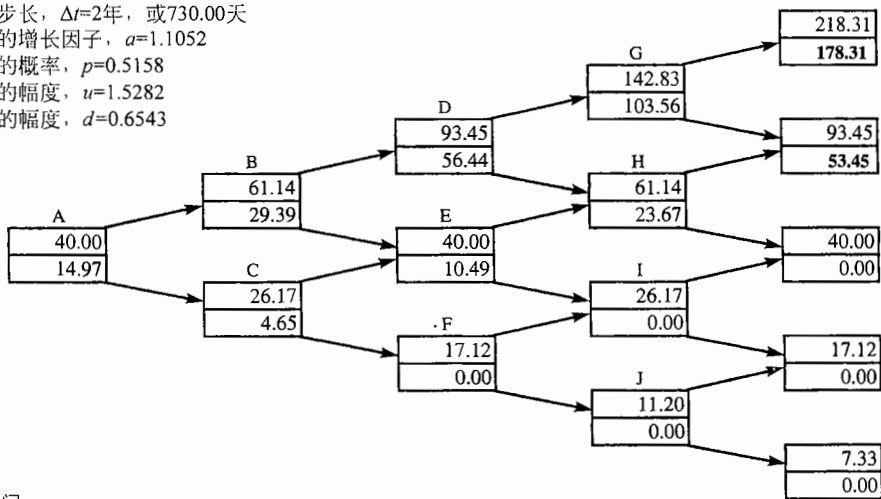 步长，Δt=2年，或730.00天
的增长因子，a=1.1052
的概率，p=0.5158
的幅度，u=1.5282
的幅度，d=0.6543
218.31
178.31
G
142.83
103.56
D
93.45
56.44
93.45
53.45
B
61.14
29.39
H
61.14
23.67
A
40.00
14.97
E
40.00
10.49
40.00
0.00
C
26.17
4.65
I
26.17
0.00
F
17.12
0.00
17.12
0.00
J
11.20
0.00
7.33
0.00